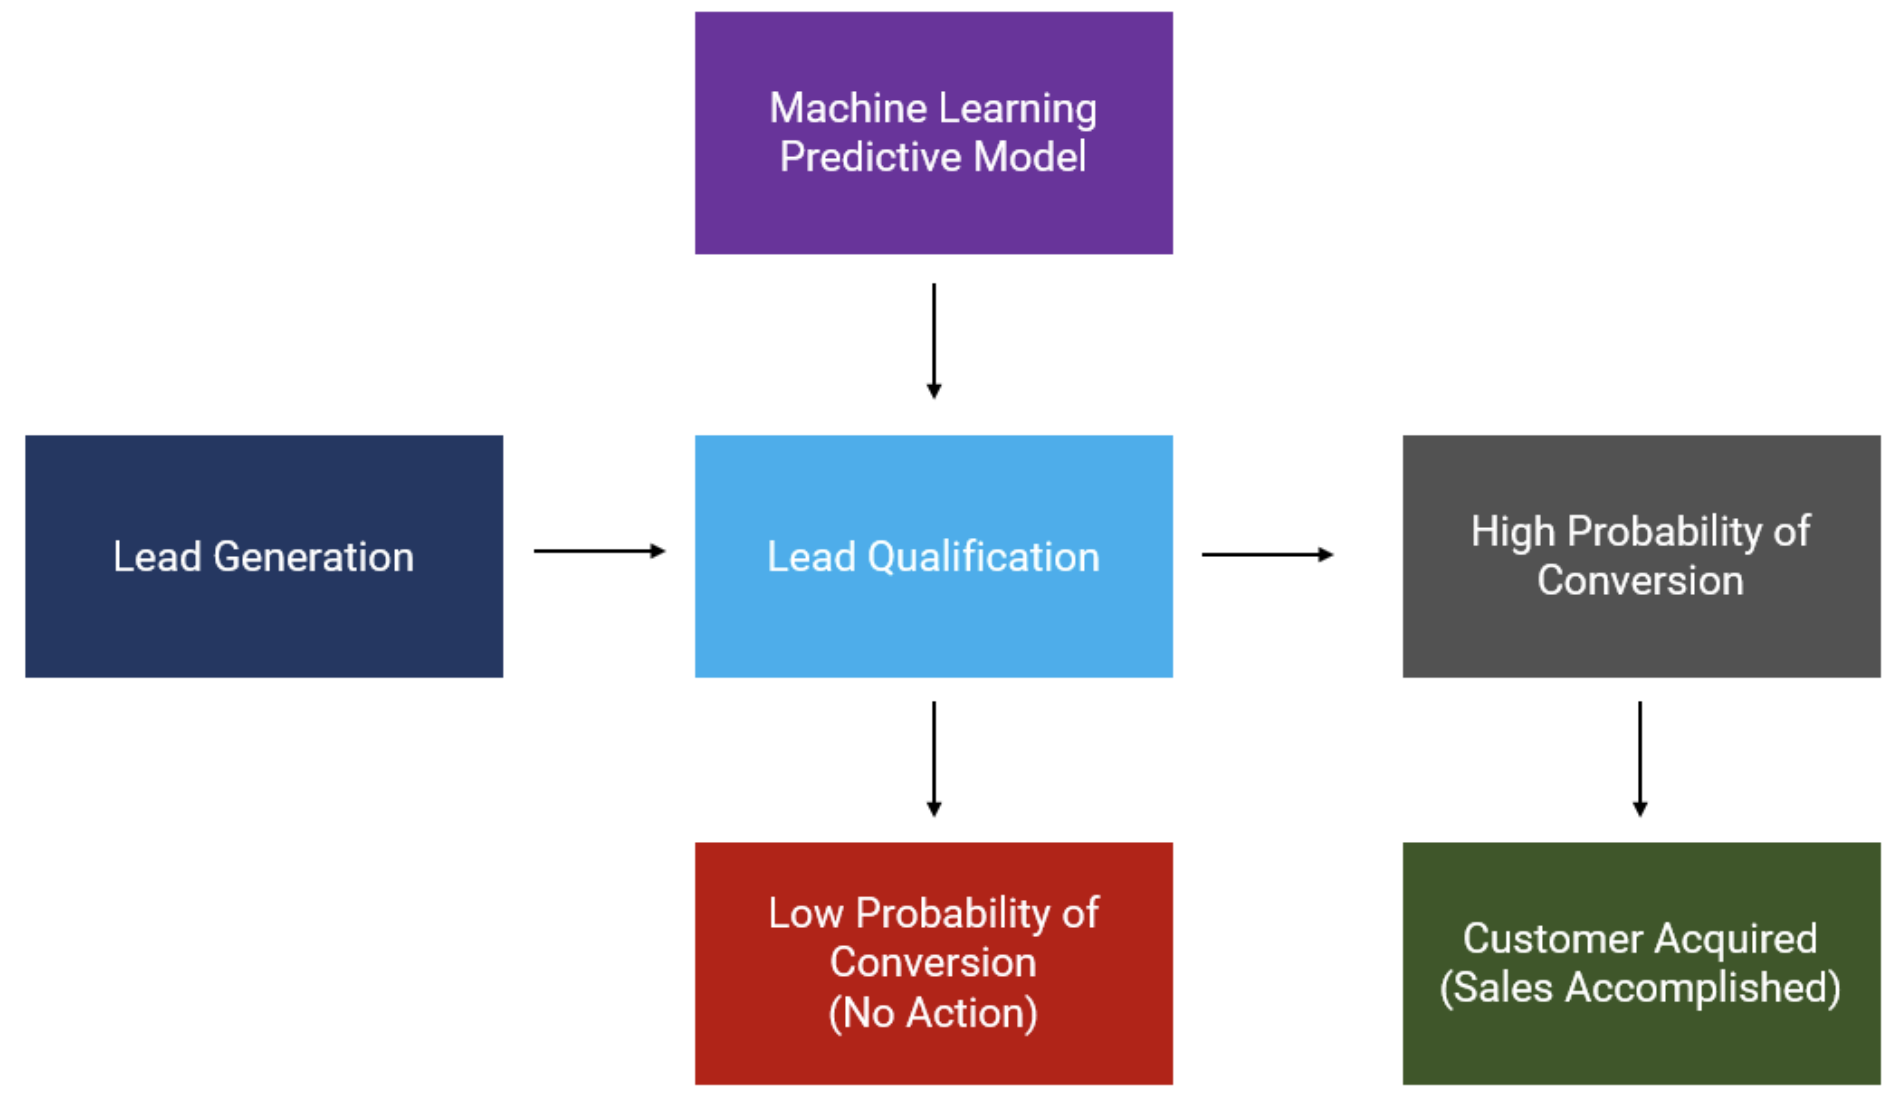 Machine Learning
Predictive Model
Lead Generation
Lead Qualification
High Probability of
Conversion
Low Probability of
Conversion
(No Action)
Customer Acquired
(Sales Accomplished)